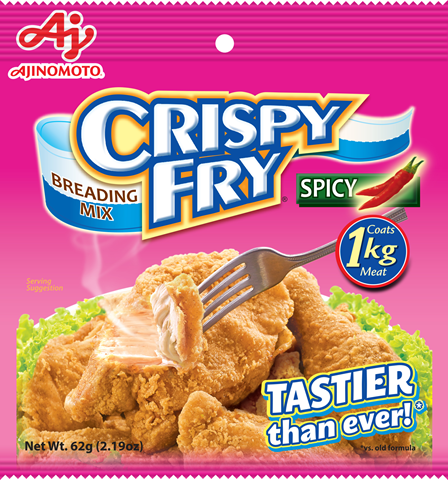 Aj
AJINOMOTO®
CRISPY
FRY®
BREADING
MIX
SPICY
Coats
1kg
Meat
Serving
Suggestion
TASTIER
than ever!*
Net Wt. 62g (2.19oz)
*vs. old formula